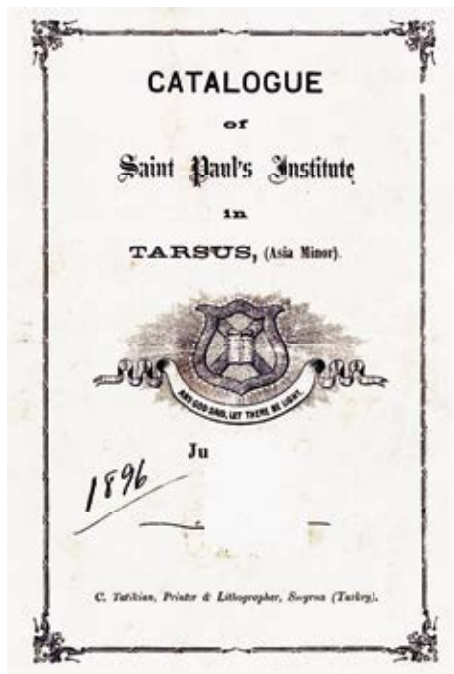 CATALOGUE
of
Saint Paul's Institute
in
TARSUS, (Asia Minor).
AND GOD SAID, LET THERE BE LIGHT.
Ju
1896
C. Tatikian, Printer & Lithographer, Smyrna (Turkey).